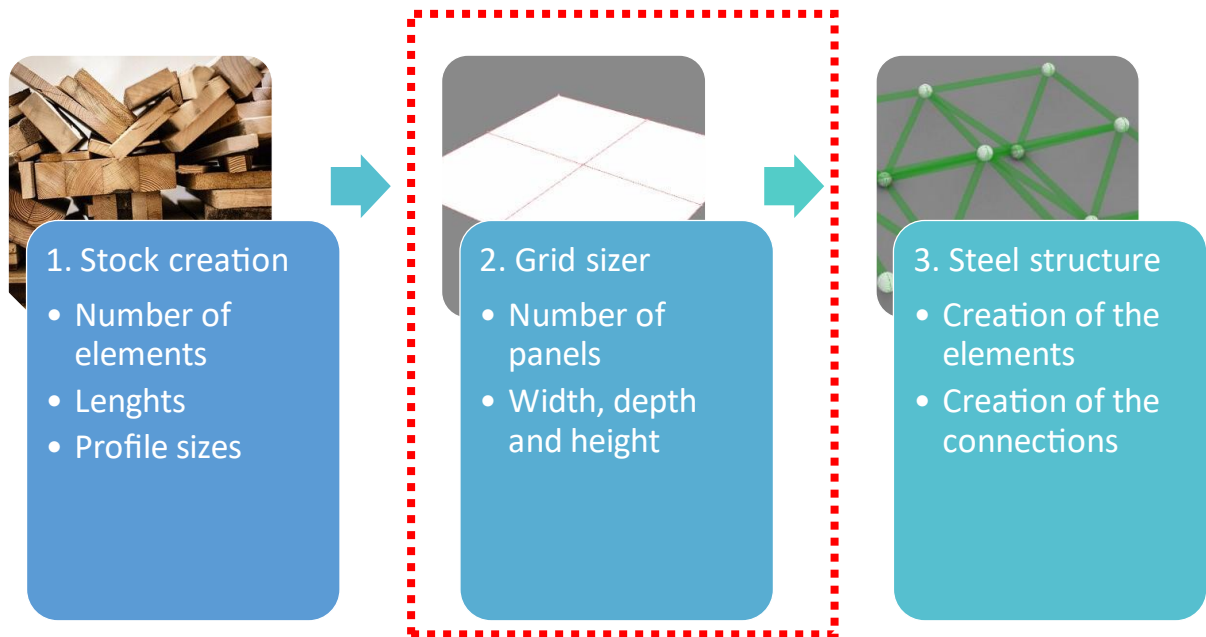 1. Stock creation
• Number of
elements
• Lenghts
• Profile sizes
2. Grid sizer
• Number of
panels
• Width, depth
and height
3. Steel structure
• Creation of the
elements
• Creation of the
connections